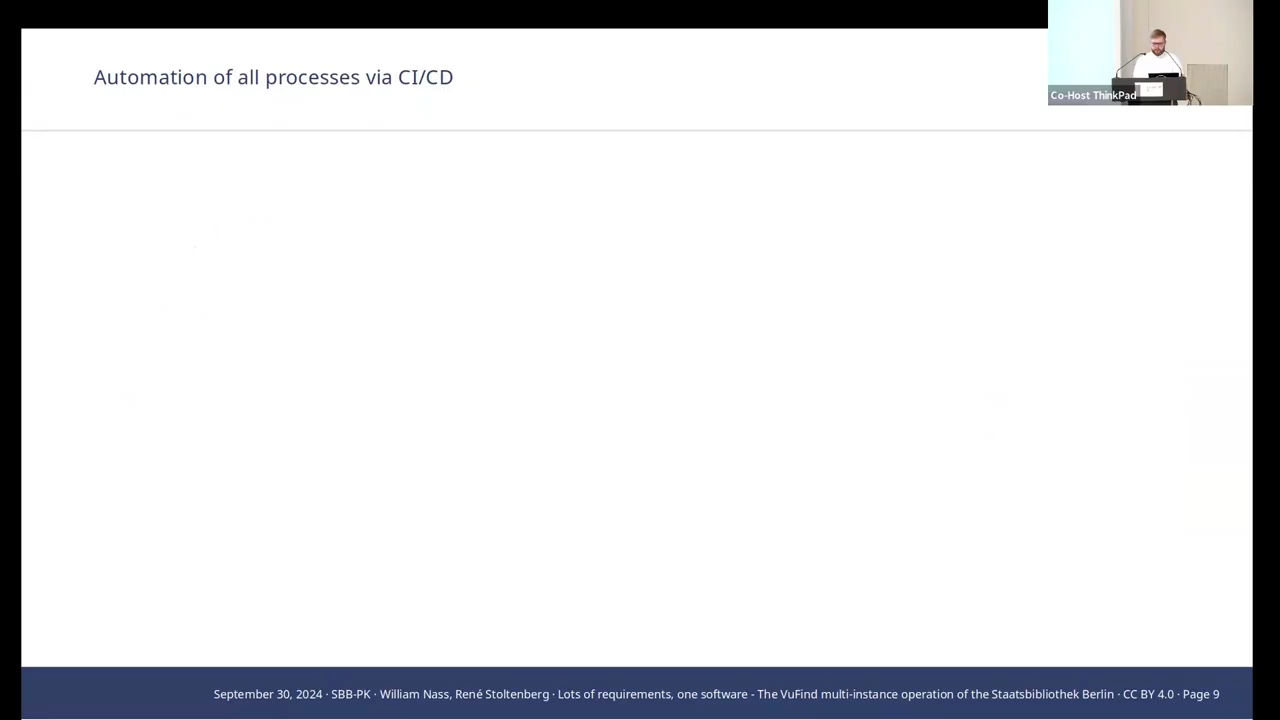 Automation of all processes via CI/CD
Co-Host ThinkPad
September 30, 2024 · SBB-PK · William Nass, René Stoltenberg · Lots of requirements, one software - The VuFind multi-instance operation of the Staatsbibliothek Berlin · CC BY 4.0 · Page 9